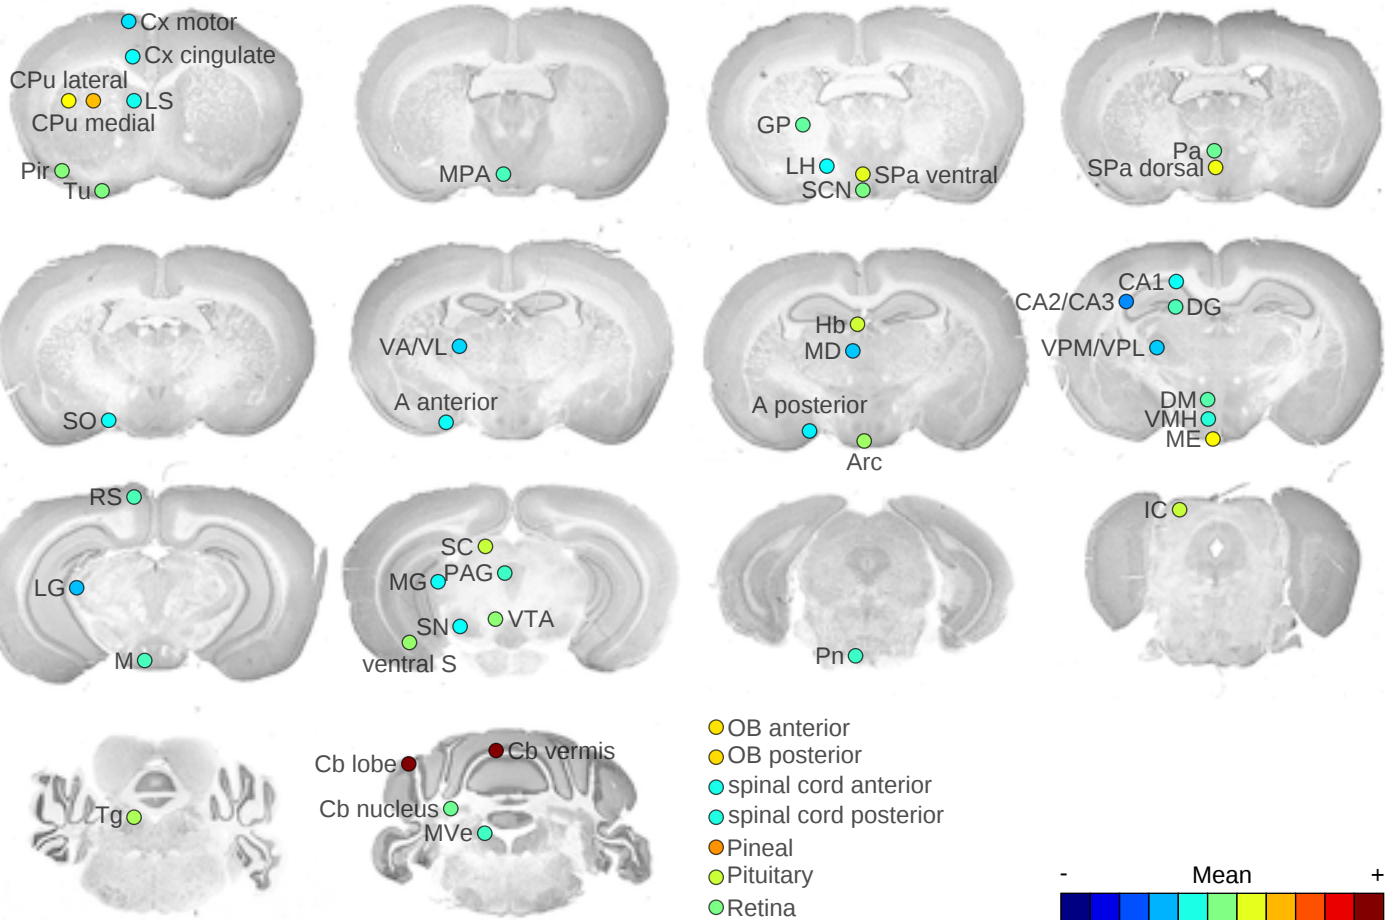 Cx motor
Cx cingulate
CPu lateral
LS
CPu medial
Pir
Tu
MPA
GP
LH
SPa ventral
SCN
Pa
SPa dorsal
SO
VA/VL
A anterior
Hb
MD
A posterior
Arc
CA1
CA2/CA3
DG
VPM/VPL
DM
VMH
ME
RS
LG
M
SC
MG
PAG
SN
VTA
ventral S
Pn
IC
Tg
Cb lobe
Cb vermis
Cb nucleus
MVe
OB anterior
OB posterior
spinal cord anterior
spinal cord posterior
Pineal
Pituitary
Retina
- Mean +